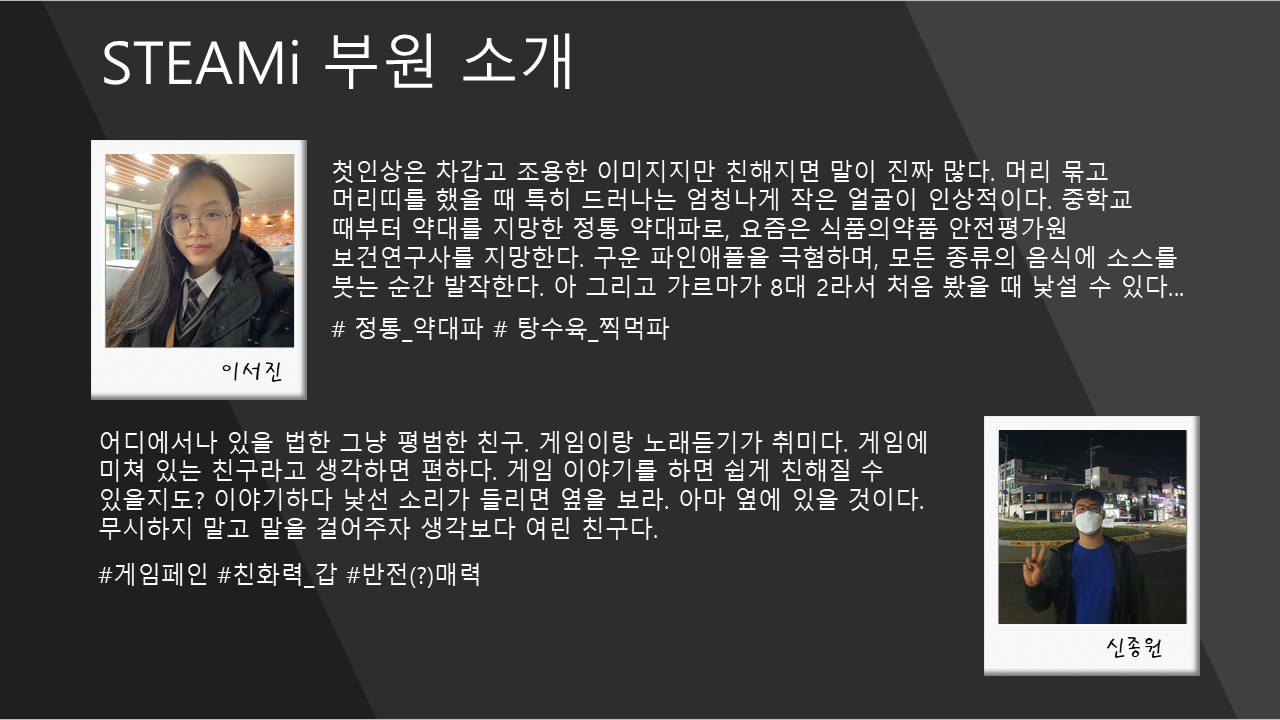 STEAMi 부원 소개
첫인상은 차갑고 조용한 이미지지만 친해지면 말이 진짜 많다. 머리 묶고
머리띠를 했을 때 특히 드러나는 엄청나게 작은 얼굴이 인상적이다. 중학교
때부터 약대를 지망한 정통 약대파로, 요즘은 식품의약품 안전평가원
보건연구사를 지망한다. 구운 파인애플을 극혐하며, 모든 종류의 음식에 소스를
붓는 순간 발작한다. 아 그리고 가르마가 8대 2라서 처음 봤을 때 낯설 수 있다...
# 정통_약대파 # 탕수육_찍먹파
이서진
어디에서나 있을 법한 그냥 평범한 친구. 게임이랑 노래듣기가 취미다. 게임에
미쳐 있는 친구라고 생각하면 편하다. 게임 이야기를 하면 쉽게 친해질 수
있을지도? 이야기하다 낯선 소리가 들리면 옆을 보라. 아마 옆에 있을 것이다.
무시하지 말고 말을 걸어주자 생각보다 여린 친구다.
#게임페인 #친화력_갑 #반전(?)매력
신종원